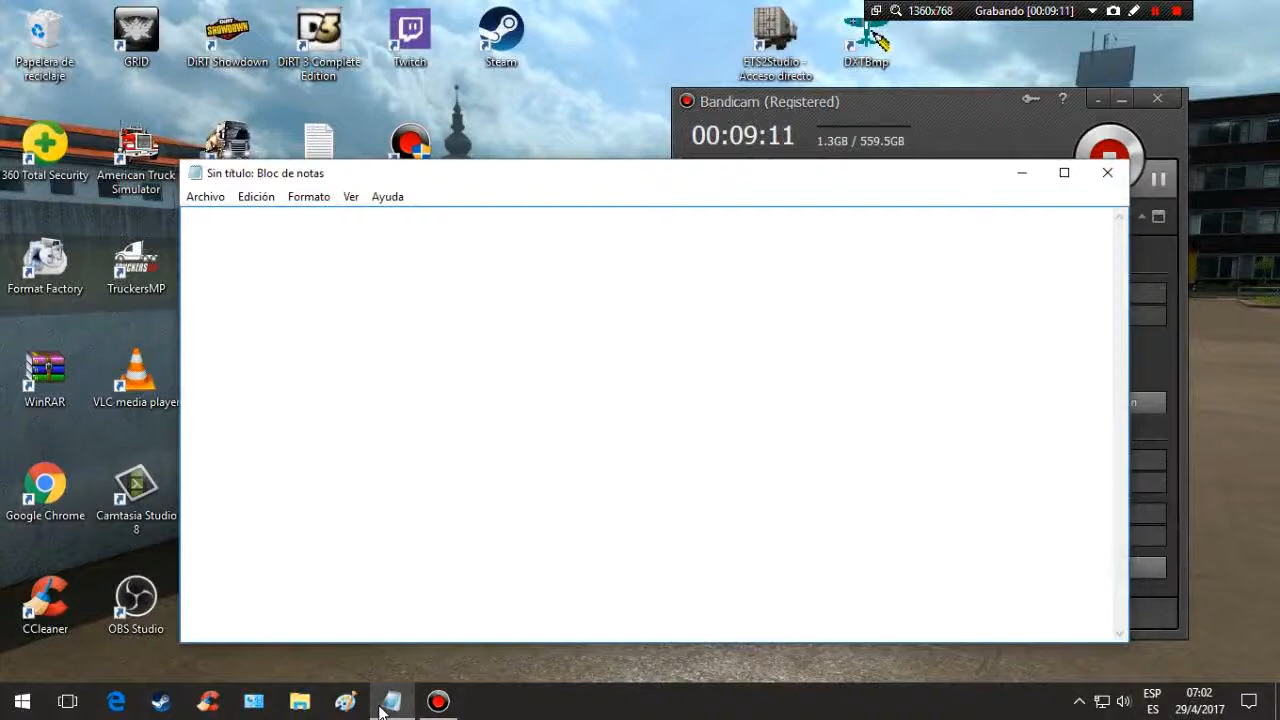 1360x768
Grabando [00:09:11]
Papelera de
reciclaje
GRID
DiRT Showdown
DiRT 3 Complete
Edition
Twitch
Steam
ETS2Studio -
Acceso directo
DXTBmp
Bandicam (Registered)
00:09:11
1.3GB / 559.5GB
360 Total Security
American Truck
Simulator
Sin título: Bloc de notas
Archivo Edición Formato Ver Ayuda
Format Factory
TruckersMP
WinRAR
VLC media player
Google Chrome
Camtasia Studio
8
CCleaner
OBS Studio
ESP
ES
07:02
29/4/2017